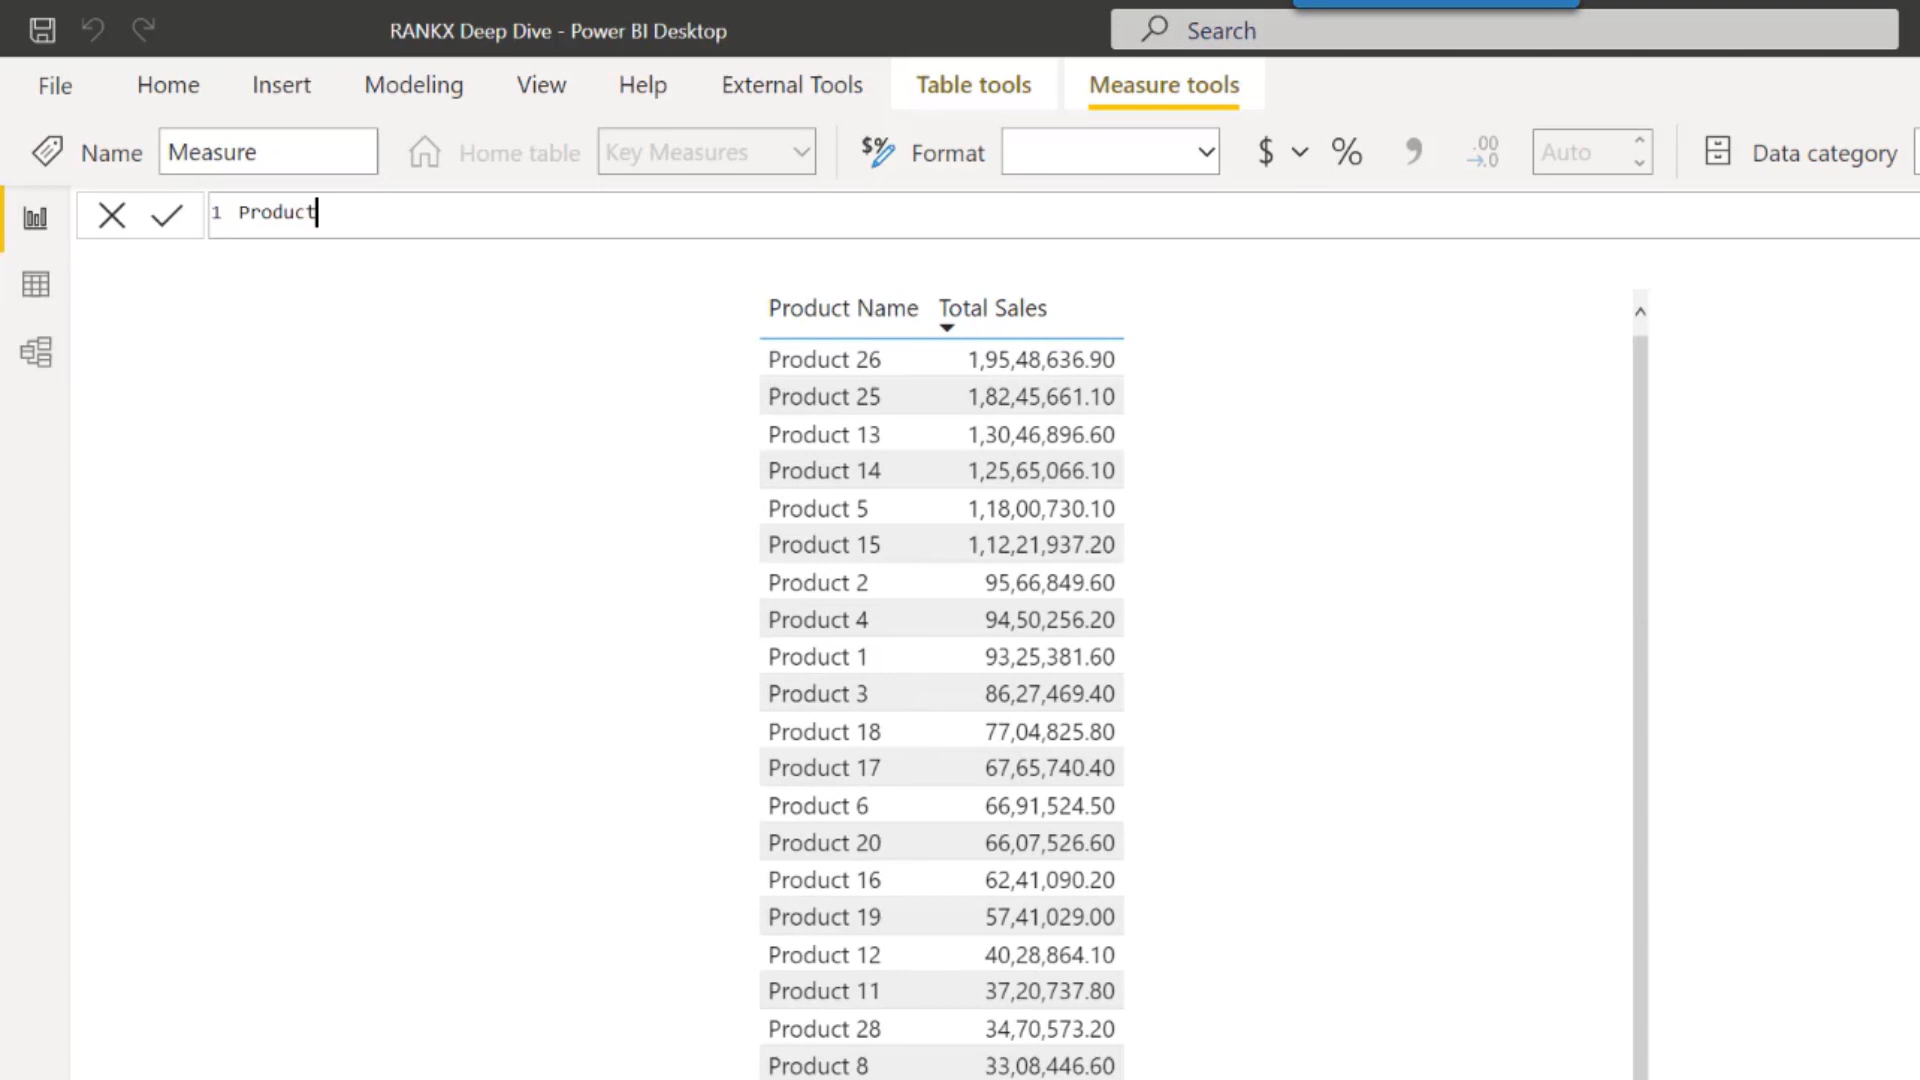 RANKX Deep Dive - Power BI Desktop Search
File Home Insert Modeling View Help External Tools Table tools Measure tools
Name Measure Home table Key Measures $% Format $ % , .00 →.0 Auto Data category
1 Product
Product Name Total Sales
Product 26 1,95,48,636.90
Product 25 1,82,45,661.10
Product 13 1,30,46,896.60
Product 14 1,25,65,066.10
Product 5 1,18,00,730.10
Product 15 1,12,21,937.20
Product 2 95,66,849.60
Product 4 94,50,256.20
Product 1 93,25,381.60
Product 3 86,27,469.40
Product 18 77,04,825.80
Product 17 67,65,740.40
Product 6 66,91,524.50
Product 20 66,07,526.60
Product 16 62,41,090.20
Product 19 57,41,029.00
Product 12 40,28,864.10
Product 11 37,20,737.80
Product 28 34,70,573.20
Product 8 33,08,446.60